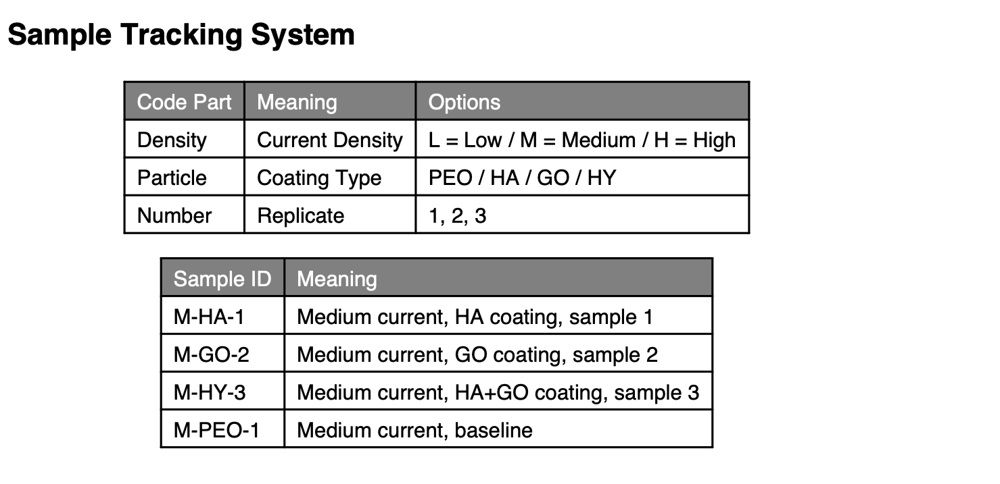 Sample Tracking System
Code Part Meaning Options
Density Current Density L = Low / M = Medium / H = High
Particle Coating Type PEO / HA / GO / HY
Number Replicate 1, 2, 3
Sample ID Meaning
M-HA-1 Medium current, HA coating, sample 1
M-GO-2 Medium current, GO coating, sample 2
M-HY-3 Medium current, HA+GO coating, sample 3
M-PEO-1 Medium current, baseline